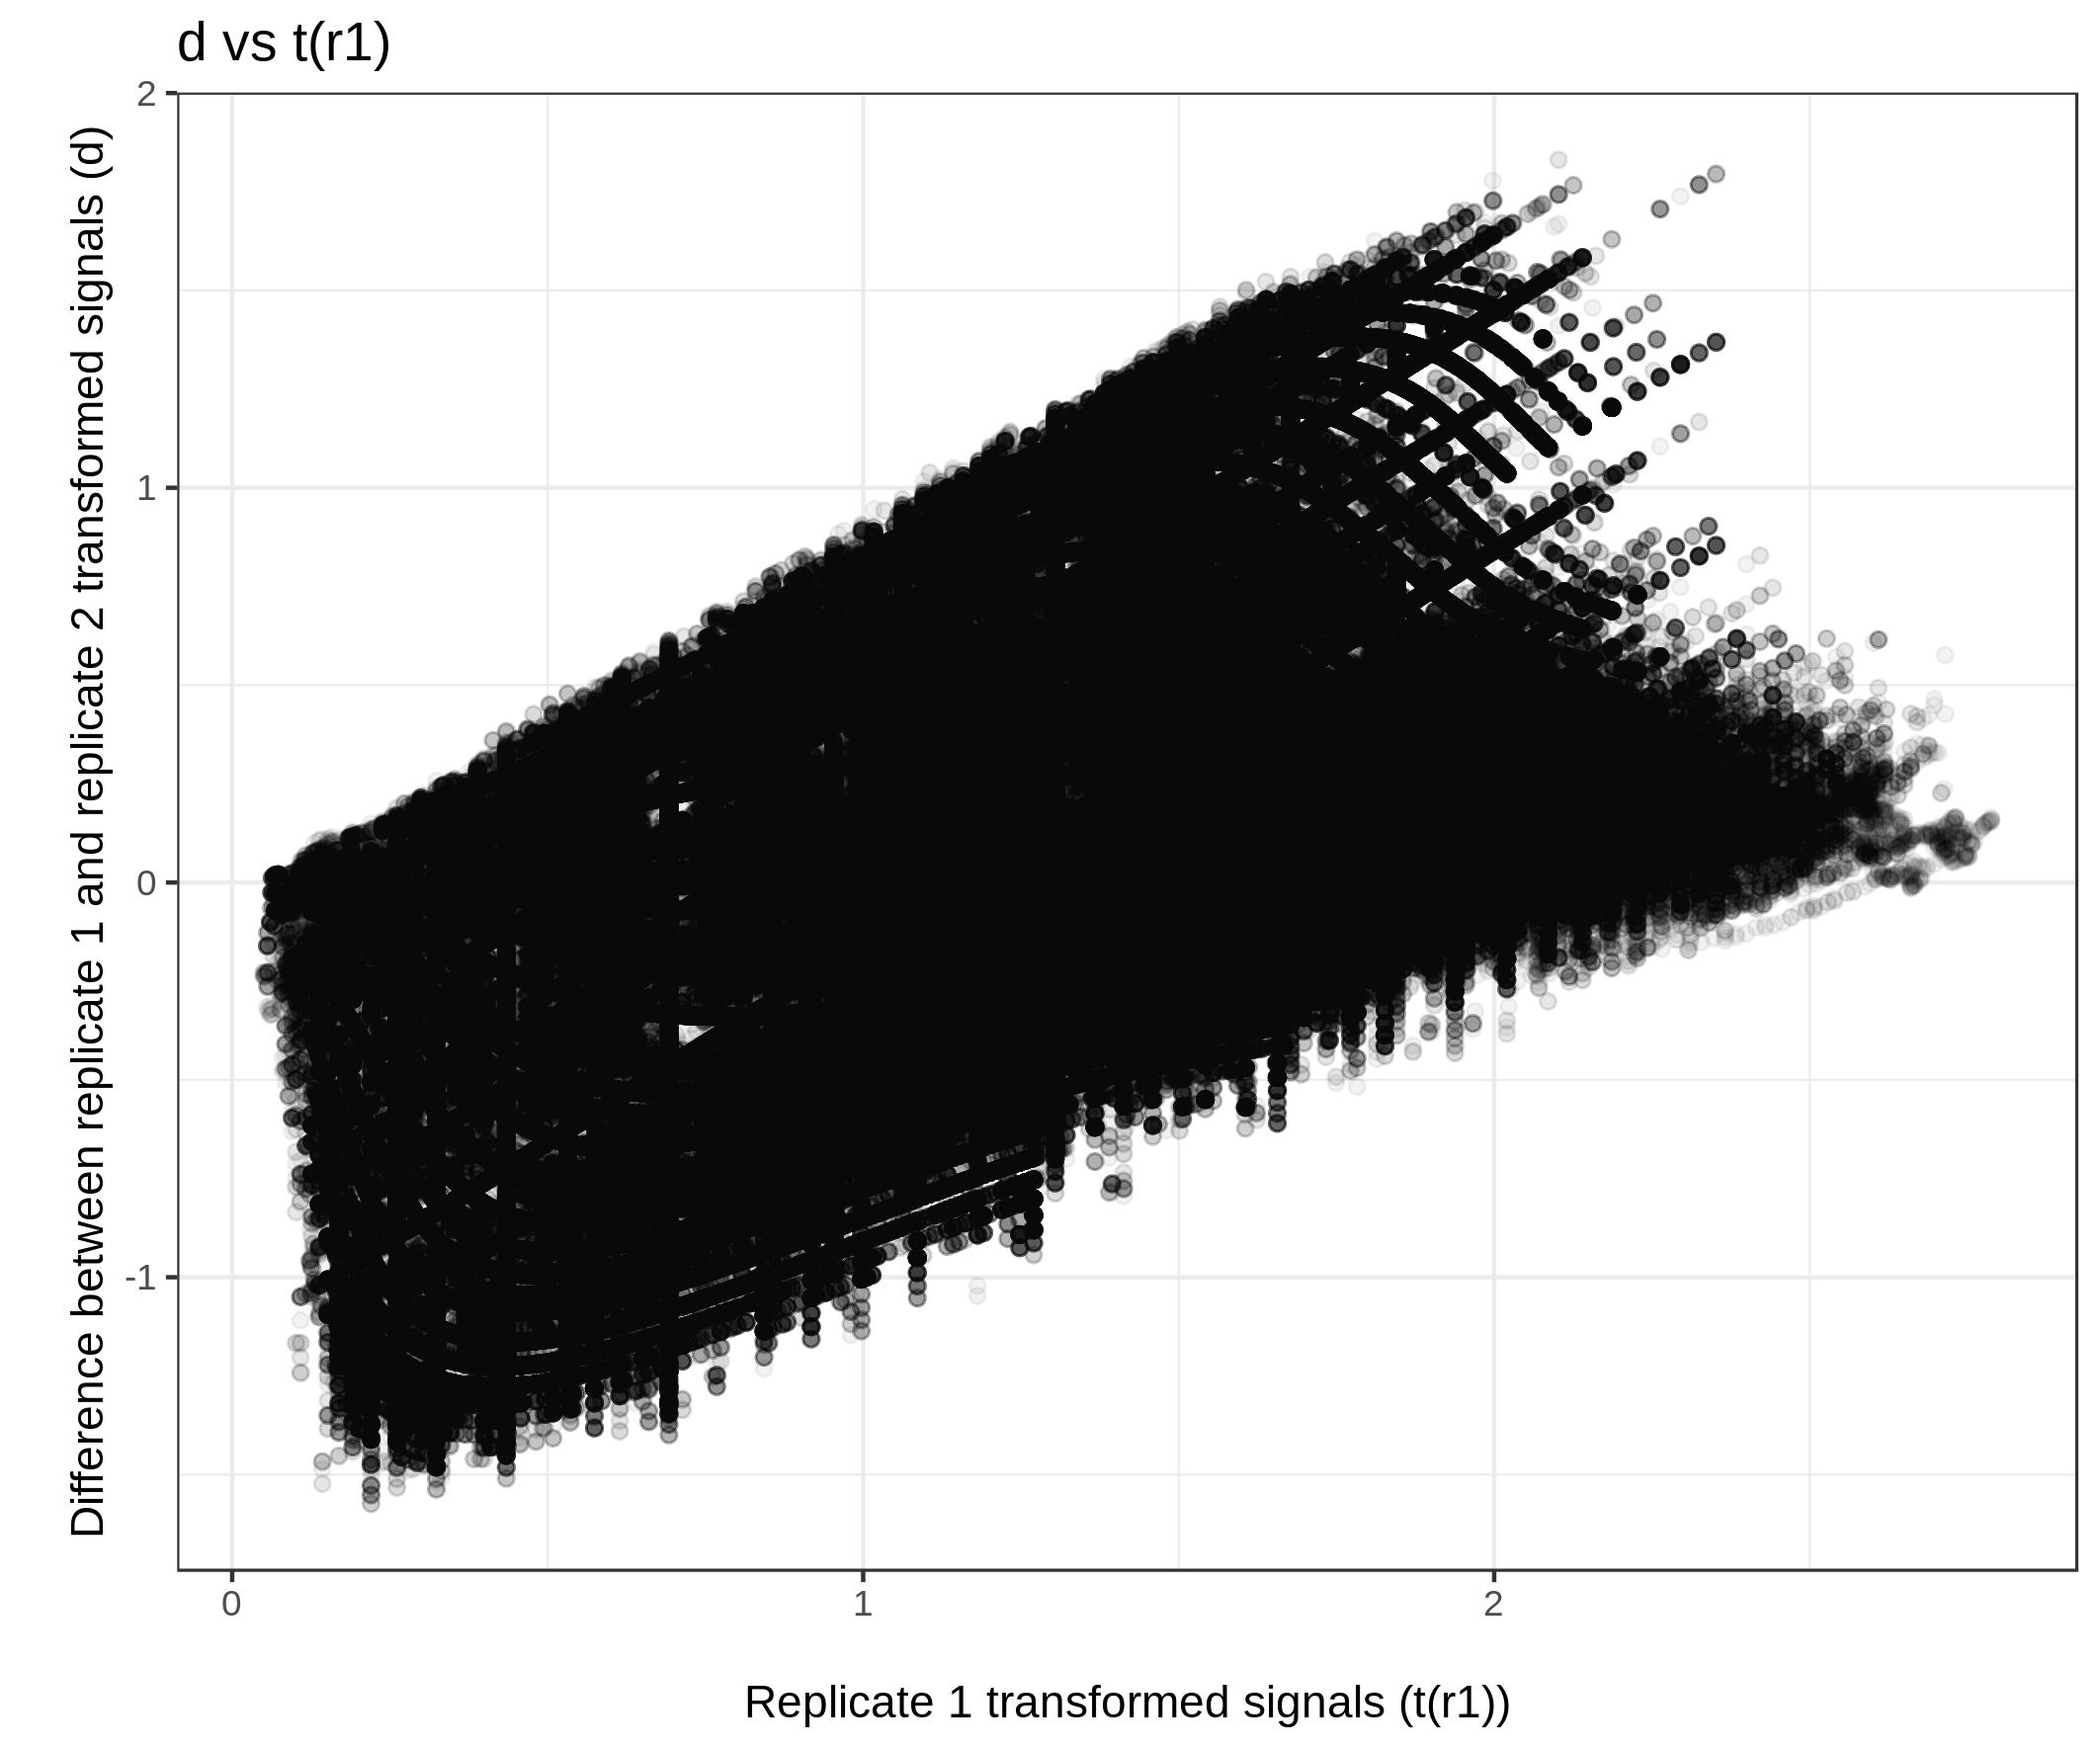 d vs t(r1)
Difference between replicate 1 and replicate 2 transformed signals (d)
2
1
0
-1
0
1
2
Replicate 1 transformed signals (t(r1))